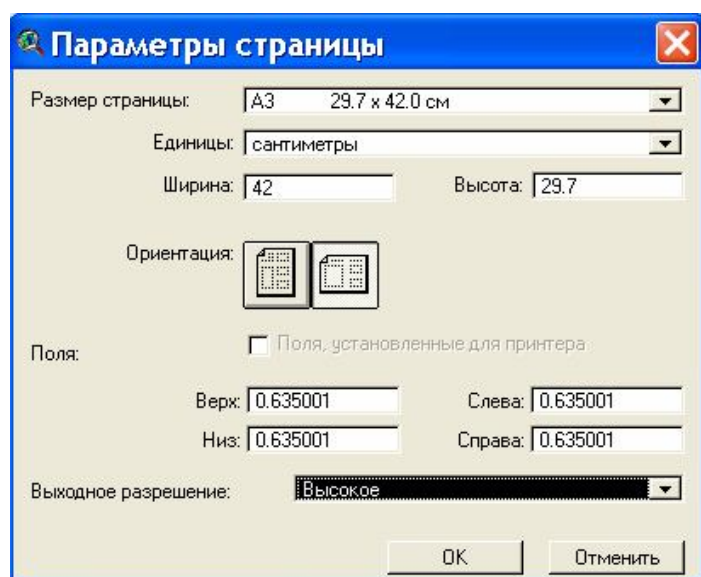 Параметры страницы
Размер страницы: A3 29.7 x 42.0 см
Единицы: сантиметры
Ширина: 42 Высота: 29.7
Ориентация:
Поля: Поля, установленные для принтера
Верх: 0.635001 Слева: 0.635001
Низ: 0.635001 Справа: 0.635001
Выходное разрешение: Высокое
OK Отменить